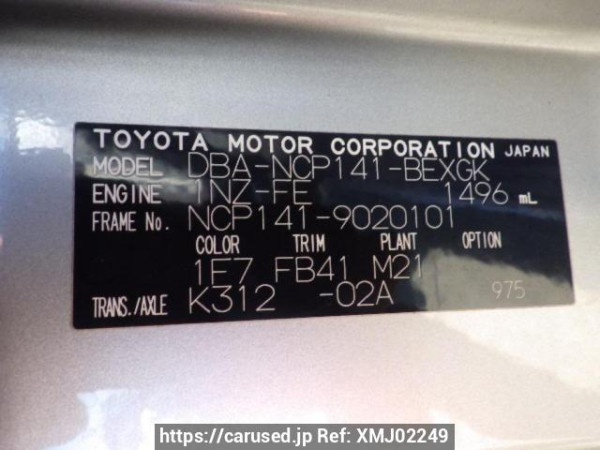 TOYOTA MOTOR CORPORATION JAPAN
MODEL DBA-NCP141-BEXGK
ENGINE 1NZ-FE 1496 mL
FRAME No. NCP141-9020101
COLOR TRIM PLANT OPTION
1E7 FB41 M21
TRANS./AXLE K312 -02A 975
https://carused.jp Ref: XMJ02249